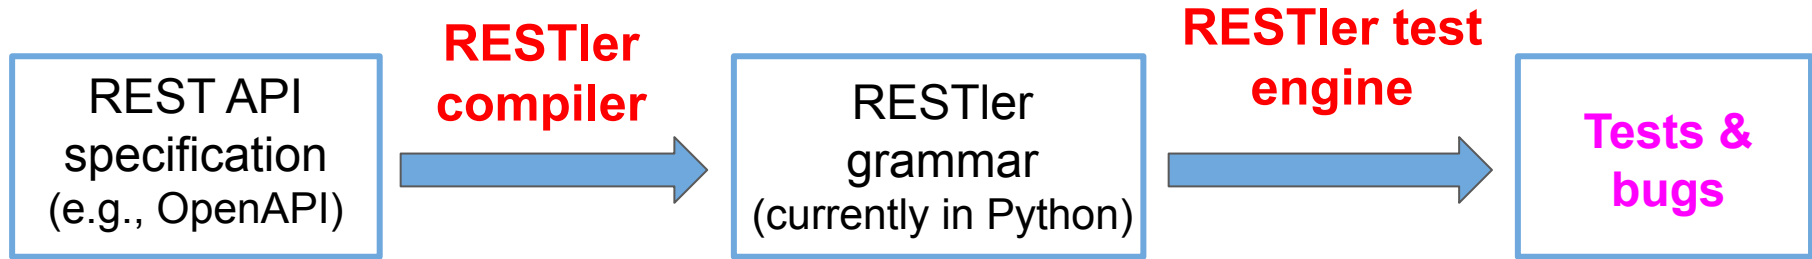 REST API
specification
(e.g., OpenAPI)
RESTler
compiler
RESTler
grammar
(currently in Python)
RESTler test
engine
Tests &
bugs